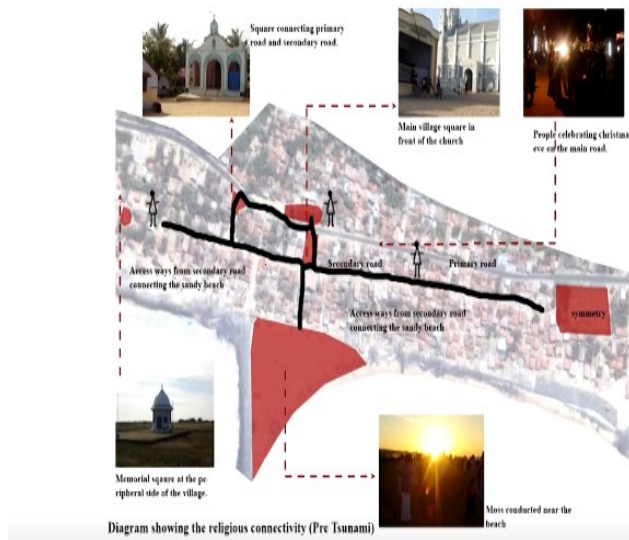 Square connecting primary
road and secondary road.
Main village square in
front of the church
People celebrating christma
eve on the main road.
Secondary road
Primary road
Access ways from secondary road
connecting the sandy beach
Access ways from secondary road
connecting the sandy beach
symmetry
Memorial sqaure at the pe-
ripheral side of the village.
Moss conducted near the
beach
Diagram showing the religious connectivity (Pre Tsunami)